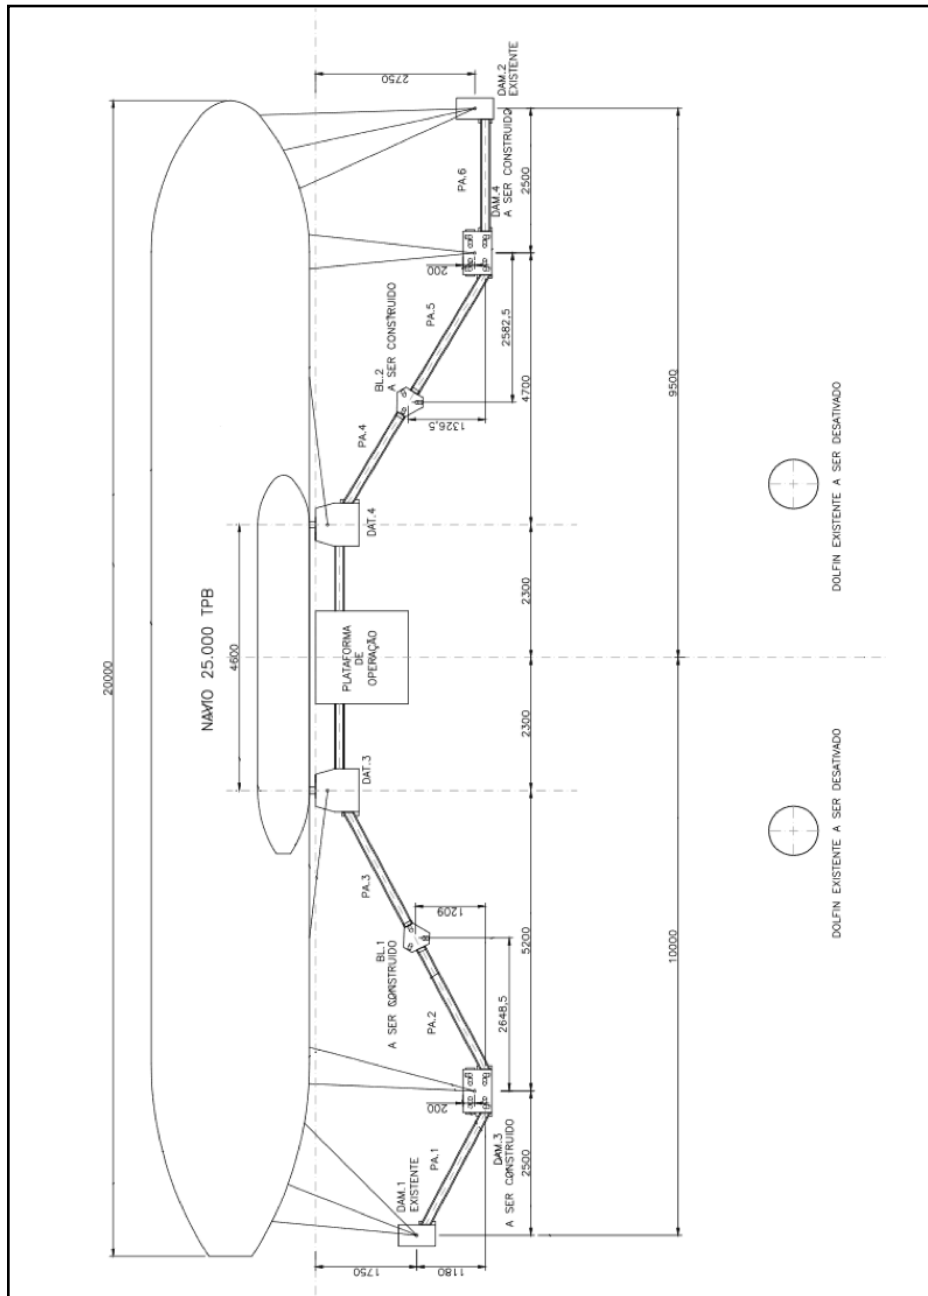 2750
DAM.2
EXISTENTE
PA.6
DAM.4
A SER CONSTRUIDO
2500
200
PA.5
BL.2
A SER CONSTRUIDO
2582,5
1326,5
PA.4
4700
9500
DAT.4
NAVIO 25.000 TPB
20000
4600
PLATAFORMA
DE
OPERAÇÃO
2300
2300
DOLFIN EXISTENTE A SER DESATIVADO
DAT.3
PA.3
1209
BL.1
A SER CONSTRUIDO
PA.2
2648,5
5200
10000
DOLFIN EXISTENTE A SER DESATIVADO
200
DAM.3
A SER CONSTRUIDO
2500
PA.1
DAM.1
EXISTENTE
1750
1180